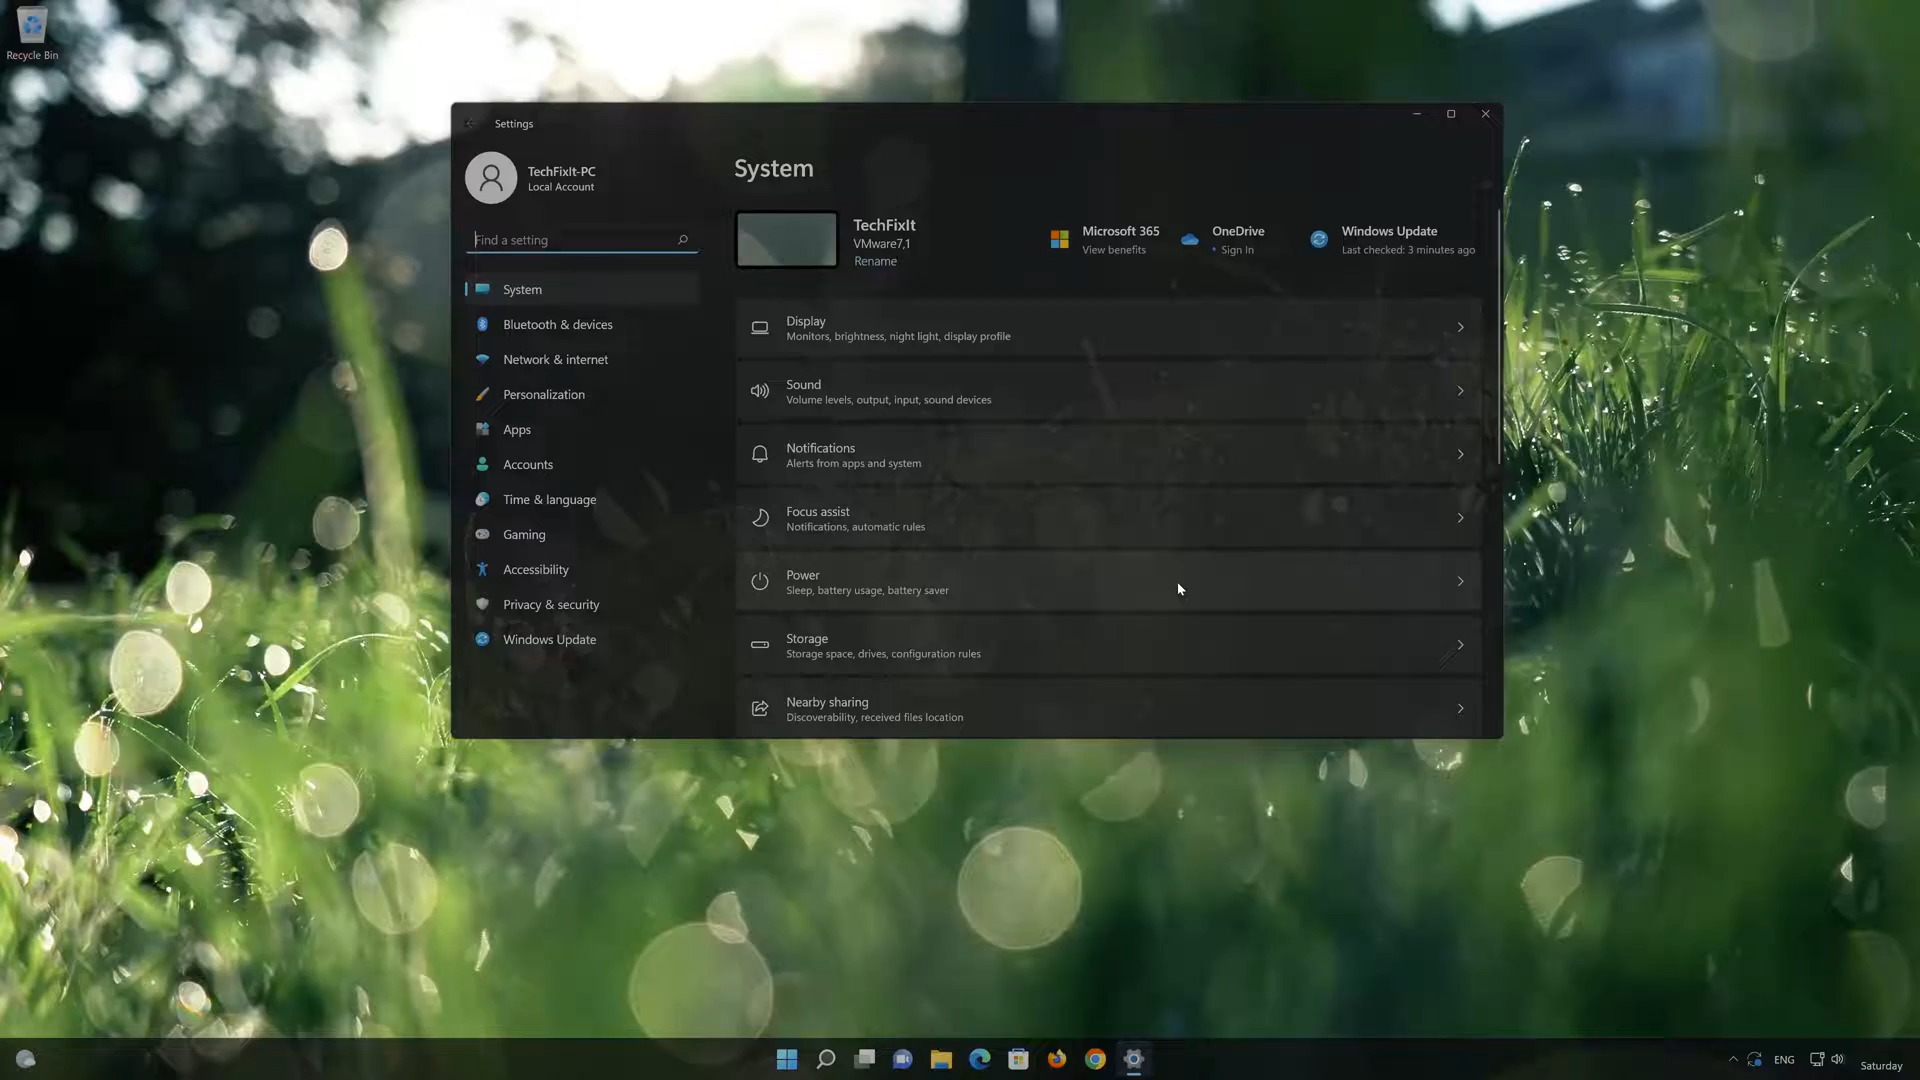 Recycle Bin
Settings
TechFixIt-PC
Local Account
Find a setting
System
Bluetooth & devices
Network & internet
Personalization
Apps
Accounts
Time & language
Gaming
Accessibility
Privacy & security
Windows Update
System
TechFixIt
VMware7,1
Rename
Microsoft 365
View benefits
OneDrive
• Sign In
Windows Update
Last checked: 3 minutes ago
Display
Monitors, brightness, night light, display profile
Sound
Volume levels, output, input, sound devices
Notifications
Alerts from apps and system
Focus assist
Notifications, automatic rules
Power
Sleep, battery usage, battery saver
Storage
Storage space, drives, configuration rules
Nearby sharing
Discoverability, received files location
ENG
Saturday